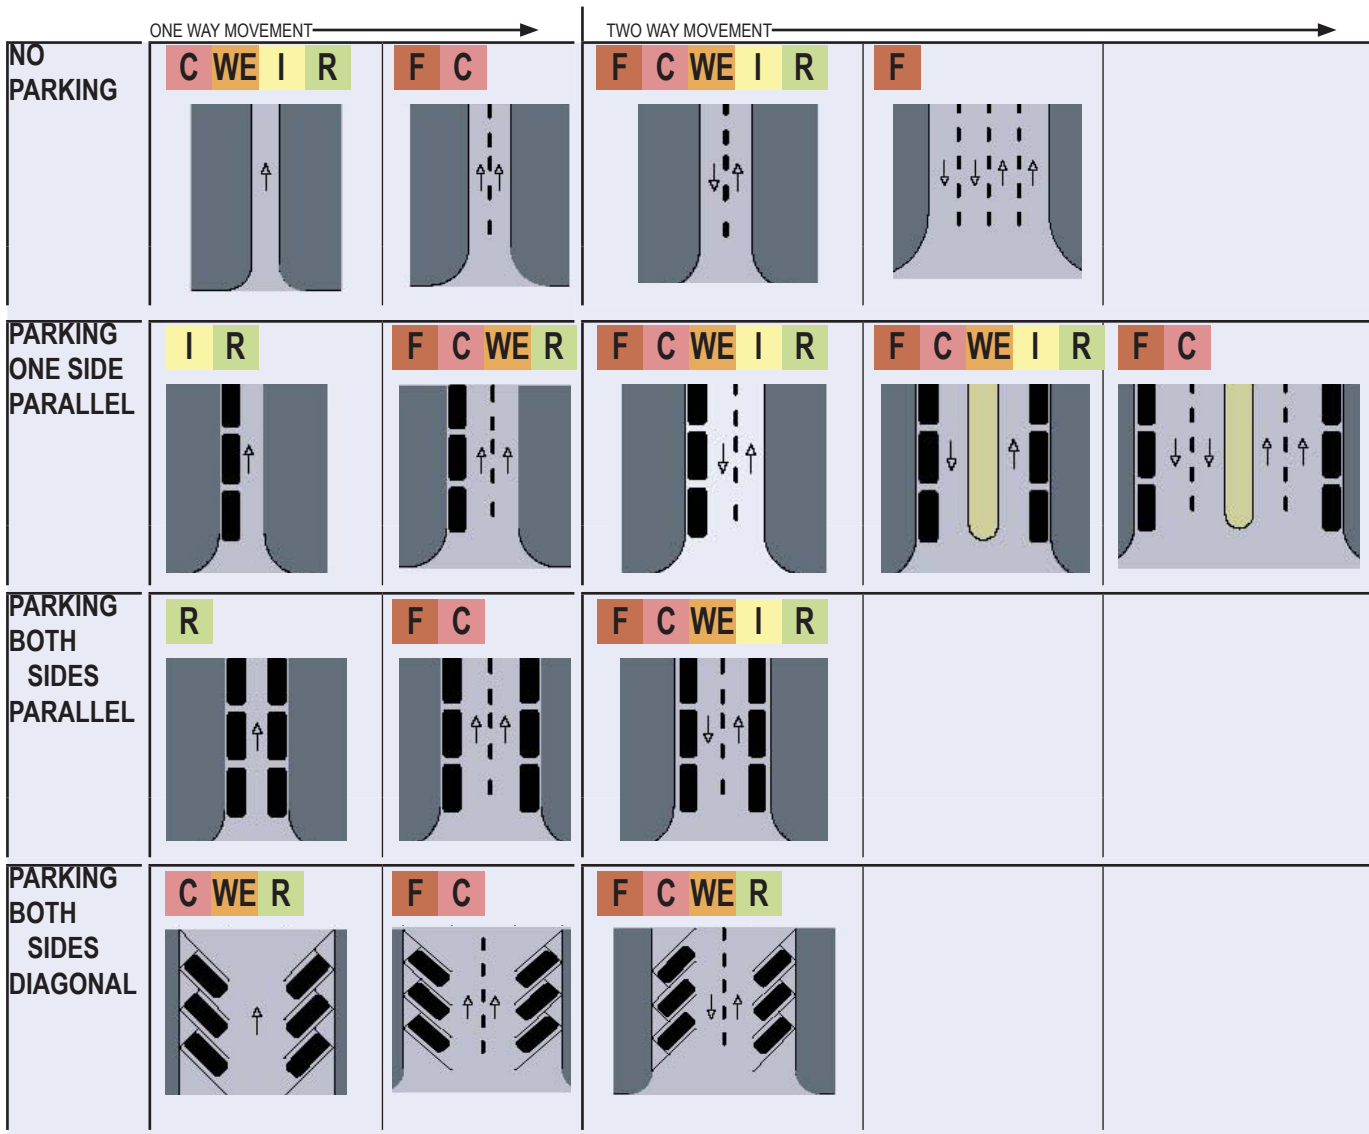 ONE WAY MOVEMENT
TWO WAY MOVEMENT
NO
PARKING
C WE I R
F C
F C WE I R
F
PARKING
ONE SIDE
PARALLEL
I R
F C WE R
F C WE I R
F C WE I R
F C
PARKING
BOTH
SIDES
PARALLEL
R
F C
F C WE I R
PARKING
BOTH
SIDES
DIAGONAL
C WE R
F C
F C WE R